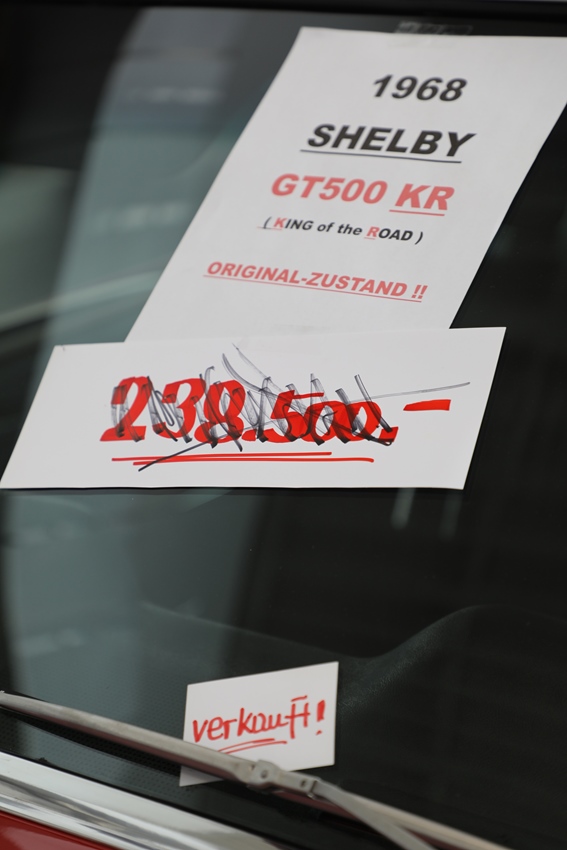 1968
SHELBY
GT500 KR
( KING of the ROAD )
ORIGINAL-ZUSTAND !!
238.500.-
verkauft!